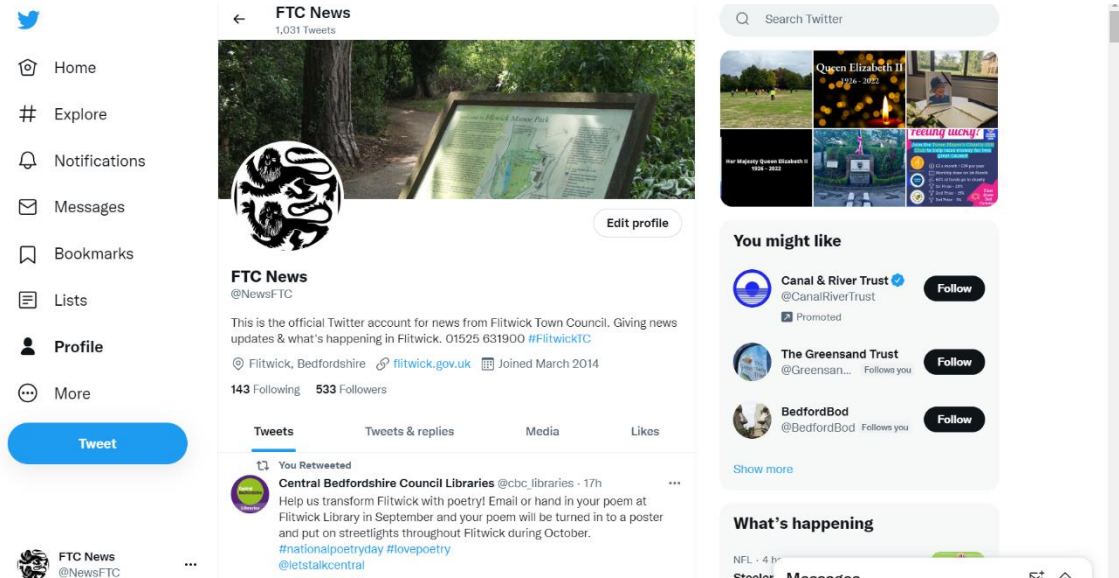 Home
Explore
Notifications
Messages
Bookmarks
Lists
Profile
More
Tweet
FTC News
@NewsFTC
FTC News
1,031 Tweets
Flitwick Manor Park
Edit profile
FTC News
@NewsFTC
This is the official Twitter account for news from Flitwick Town Council. Giving news
updates & what's happening in Flitwick. 01525 631900 #FlitwickTC
Flitwick, Bedfordshire flitwick.gov.uk Joined March 2014
143 Following 533 Followers
Tweets Tweets & replies Media Likes
You Retweeted
Central Bedfordshire Council Libraries @cbc_libraries · 17h
Help us transform Flitwick with poetry! Email or hand in your poem at
Flitwick Library in September and your poem will be turned in to a poster
and put on streetlights throughout Flitwick during October.
#nationalpoetryday #lovepoetry
@letstalkcentral
Search Twitter
Queen Elizabeth II
1926 - 2022
Her Majesty Queen Elizabeth II
1926 - 2022
feeling lucky?
You might like
Canal & River Trust
@CanalRiverTrust
Promoted
Follow
The Greensand Trust
@Greensan... Follows you
Follow
BedfordBod
@BedfordBod Follows you
Follow
Show more
What's happening
NFL · 4
Messages